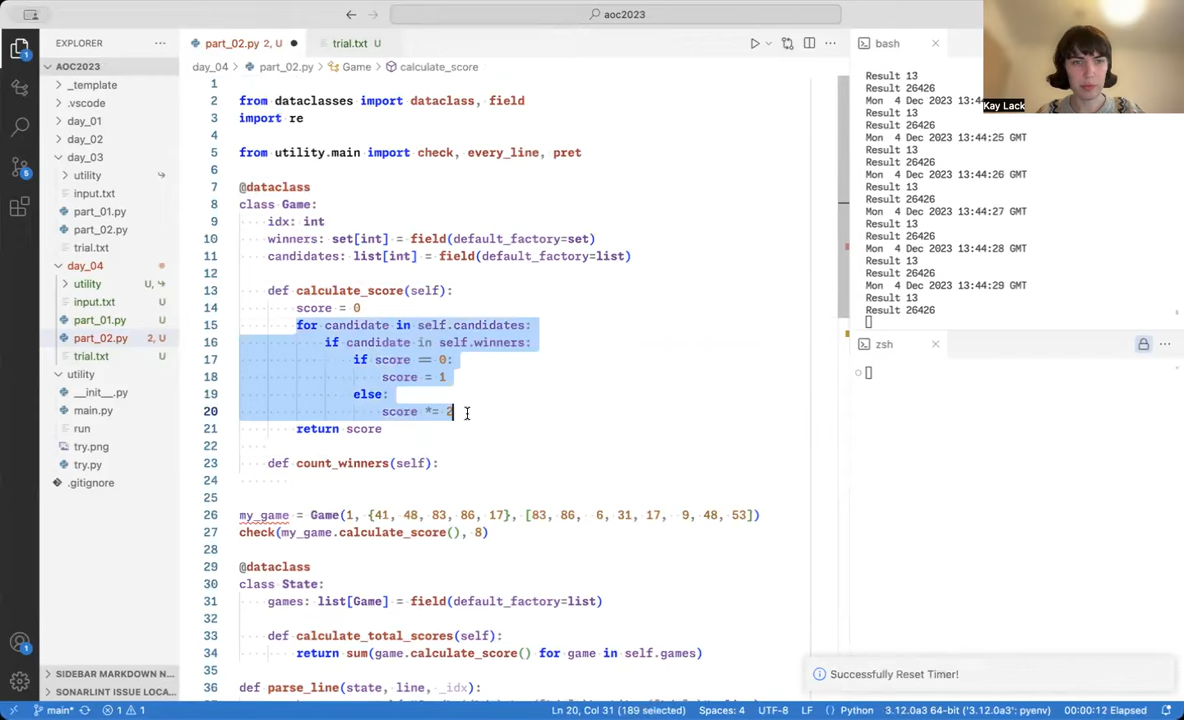 aoc2023
EXPLORER
AOC2023
_template
.vscode
day_01
day_02
day_03
utility
input.txt
part_01.py
part_02.py
trial.txt
day_04
utility U,
input.txt U
part_01.py U
part_02.py 2, U
trial.txt U
utility
__init__.py
main.py
run
try.png
try.py
.gitignore
SIDEBAR MARKDOWN N...
SONARLINT ISSUE LOCA...
part_02.py 2, U
trial.txt U
day_04 > part_02.py > Game > calculate_score
1
2 from dataclasses import dataclass, field
3 import re
4
5 from utility.main import check, every_line, pret
6
7 @dataclass
8 class Game:
9 idx: int
10 winners: set[int] = field(default_factory=set)
11 candidates: list[int] = field(default_factory=list)
12
13 def calculate_score(self):
14 score = 0
15 for candidate in self.candidates:
16 if candidate in self.winners:
17 if score == 0:
18 score = 1
19 else:
20 score *= 2
21 return score
22
23 def count_winners(self):
24
25
26 my_game = Game(1, {41, 48, 83, 86, 17}, [83, 86, 6, 31, 17, 9, 48, 53])
27 check(my_game.calculate_score(), 8)
28
29 @dataclass
30 class State:
31 games: list[Game] = field(default_factory=list)
32
33 def calculate_total_scores(self):
34 return sum(game.calculate_score() for game in self.games)
35
36 def parse_line(state, line, _idx):
bash
Result 13
Result 26426
Mon 4 Dec 2023 13:44
Result 13
Result 26426
Mon 4 Dec 2023 13:44:25 GMT
Result 13
Result 26426
Mon 4 Dec 2023 13:44:26 GMT
Result 13
Result 26426
Mon 4 Dec 2023 13:44:27 GMT
Result 13
Result 26426
Mon 4 Dec 2023 13:44:28 GMT
Result 13
Result 26426
Mon 4 Dec 2023 13:44:29 GMT
Result 13
Result 26426
Kay Lack
zsh
Successfully Reset Timer!
main* 1 1
Ln 20, Col 31 (189 selected) Spaces: 4 UTF-8 LF Python 3.12.0a3 64-bit ('3.12.0a3': pyenv) 00:00:12 Elapsed